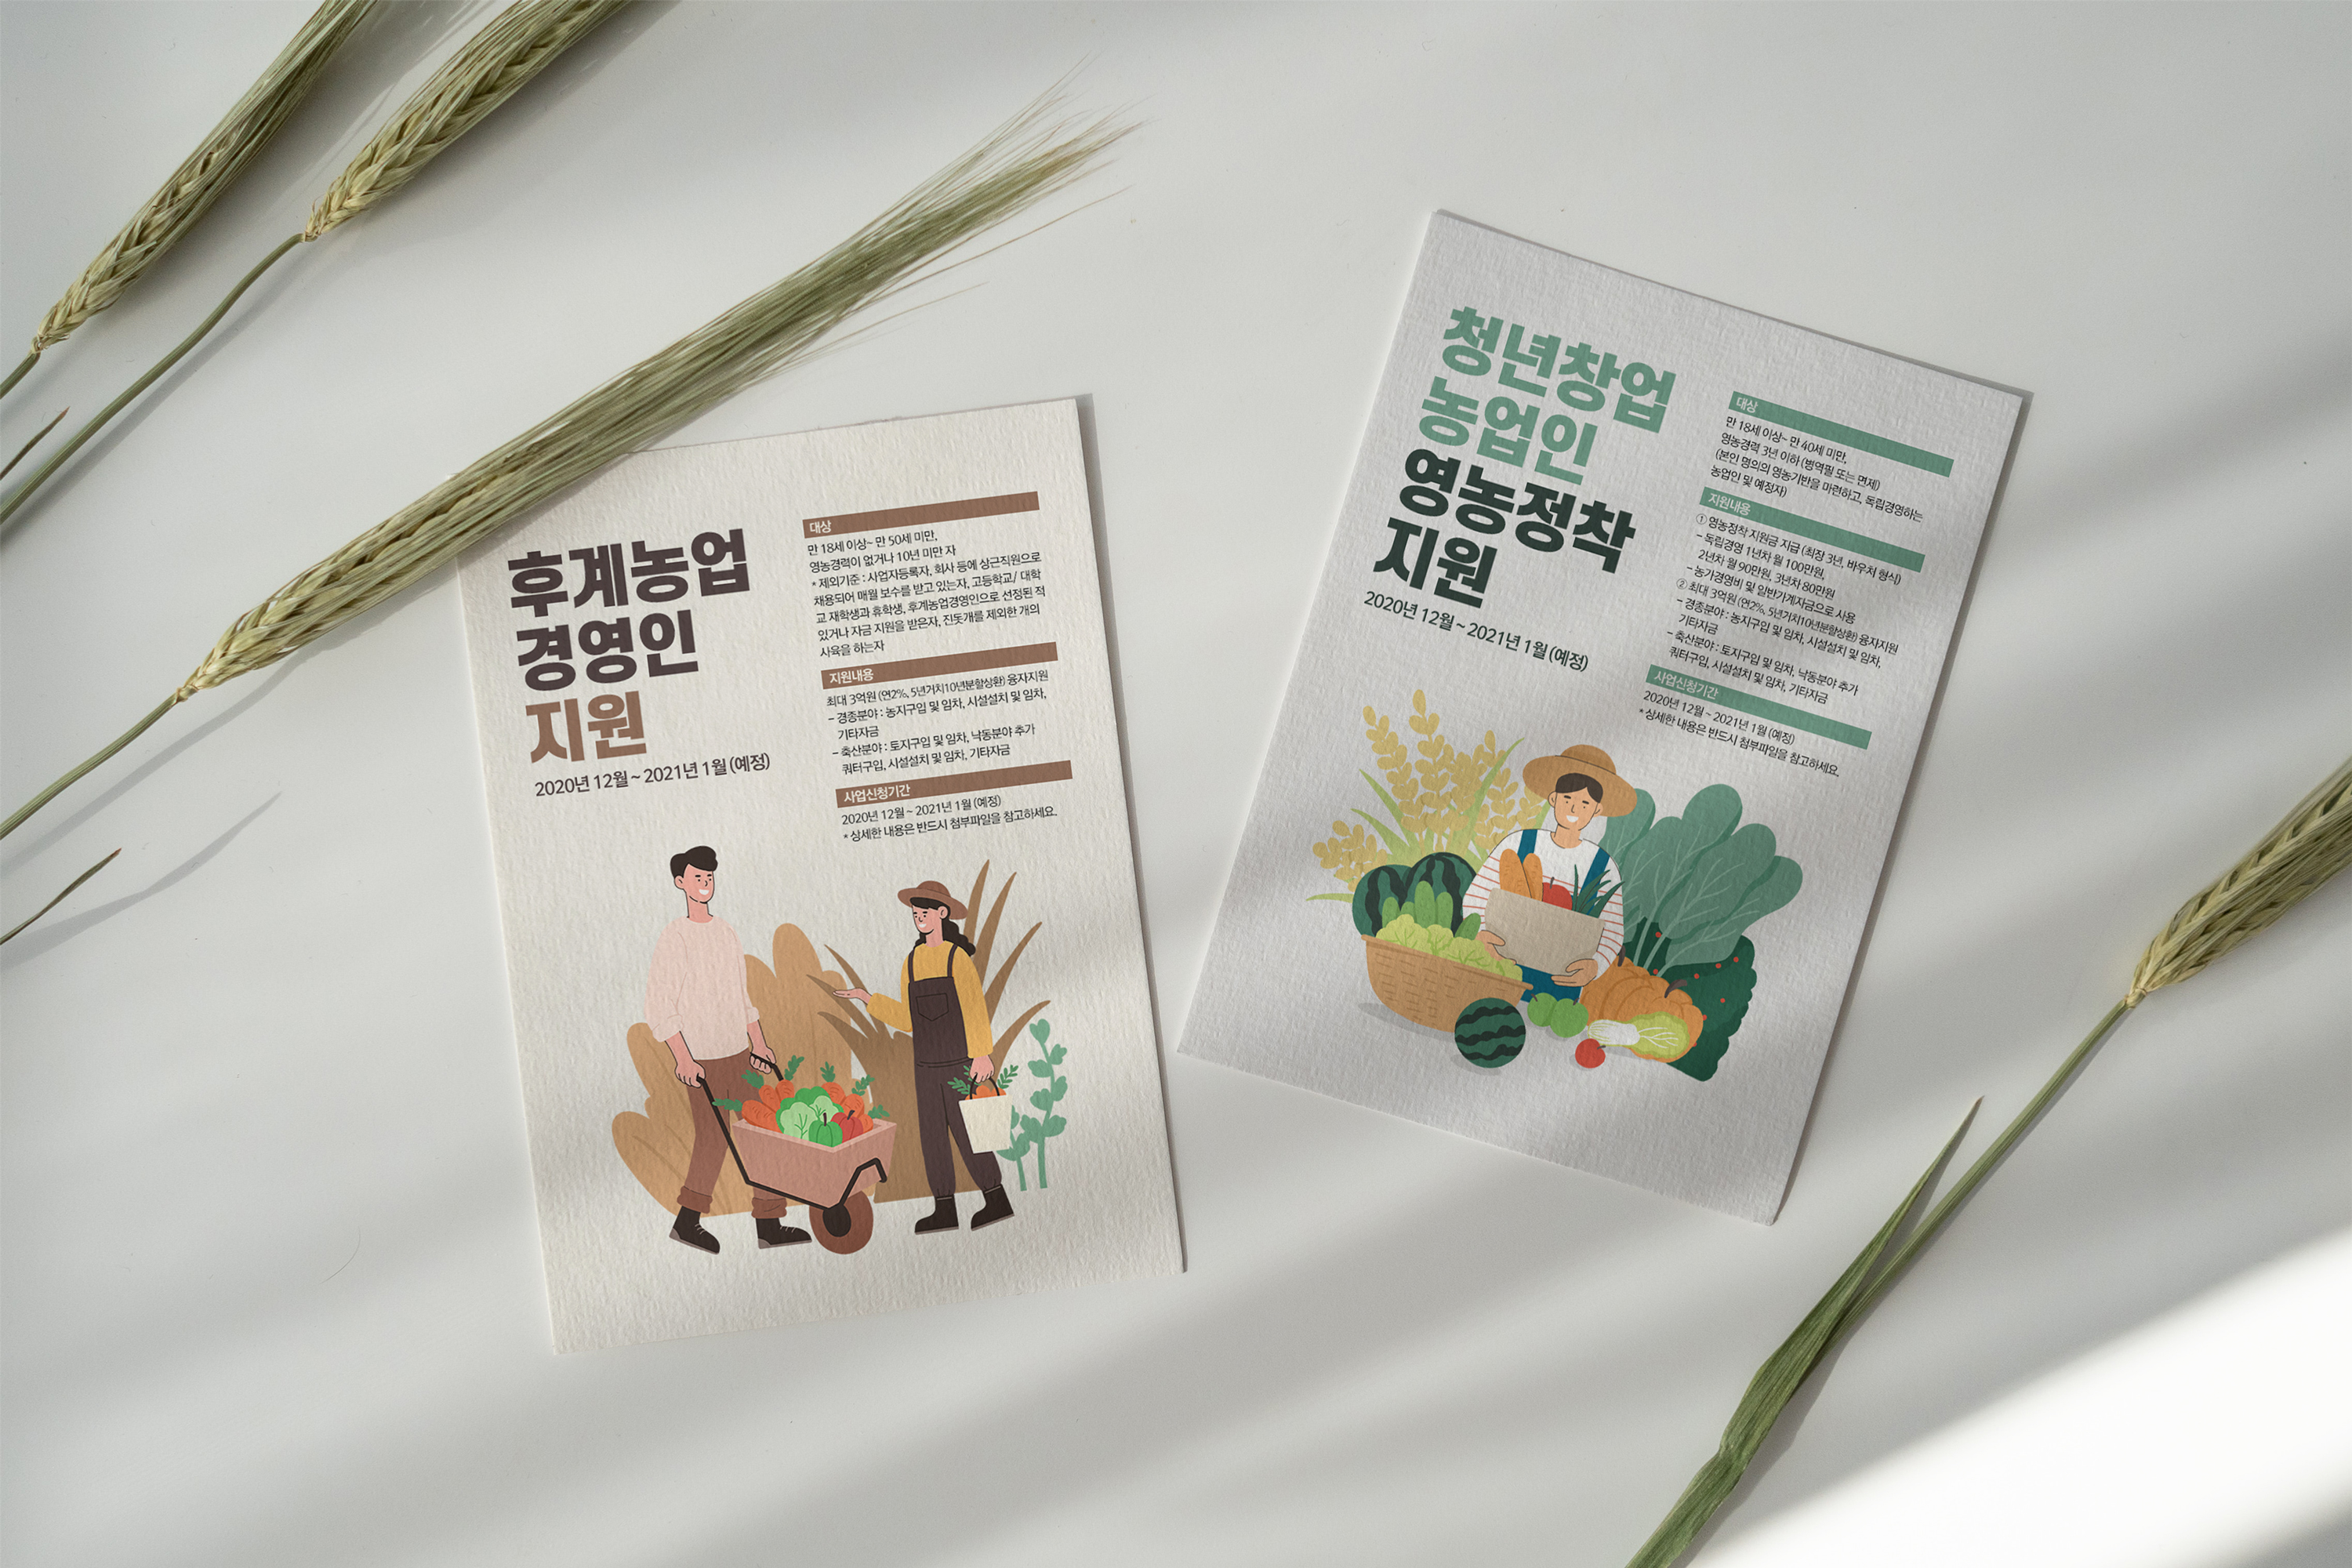 후계농업
경영인
지원
2020년 12월 ~ 2021년 1월 (예정)
대상
만 18세 이상~ 만 50세 미만,
영농경력이 없거나 10년 미만 자
* 제외기준 : 사업자등록자, 회사 등에 상근직원으로
채용되어 매월 보수를 받고 있는자, 고등학교/ 대학
교 재학생과 휴학생, 후계농업경영인으로 선정된 적
있거나 자금 지원을 받은자, 진돗개를 제외한 개의
사육을 하는자
지원내용
최대 3억원 (연2%, 5년거치10년분할상환) 융자지원
– 경종분야 : 농지구입 및 임차, 시설설치 및 임차,
기타자금
– 축산분야 : 토지구입 및 임차, 낙동분야 추가
쿼터구입, 시설설치 및 임차, 기타자금
사업신청기간
2020년 12월 ~ 2021년 1월 (예정)
* 상세한 내용은 반드시 첨부파일을 참고하세요.
청년창업
농업인
영농정착
지원
2020년 12월 ~ 2021년 1월 (예정)
대상
만 18세 이상~ 만 40세 미만,
영농경력 3년 이하 (병역필 또는 면제)
(본인 명의의 영농기반을 마련하고, 독립경영하는
농업인 및 예정자)
지원내용
① 영농정착 지원금 지급 (최장 3년, 바우처 형식)
– 독립경영 1년차 월 100만원,
2년차 월 90만원, 3년차 80만원
– 농가경영비 및 일반가계자금으로 사용
② 최대 3억원 (연2%, 5년거치10년분할상환) 융자지원
– 경종분야 : 농지구입 및 임차, 시설설치 및 임차,
기타자금
– 축산분야 : 토지구입 및 임차, 낙동분야 추가
쿼터구입, 시설설치 및 임차, 기타자금
사업신청기간
2020년 12월 ~ 2021년 1월 (예정)
* 상세한 내용은 반드시 첨부파일을 참고하세요.